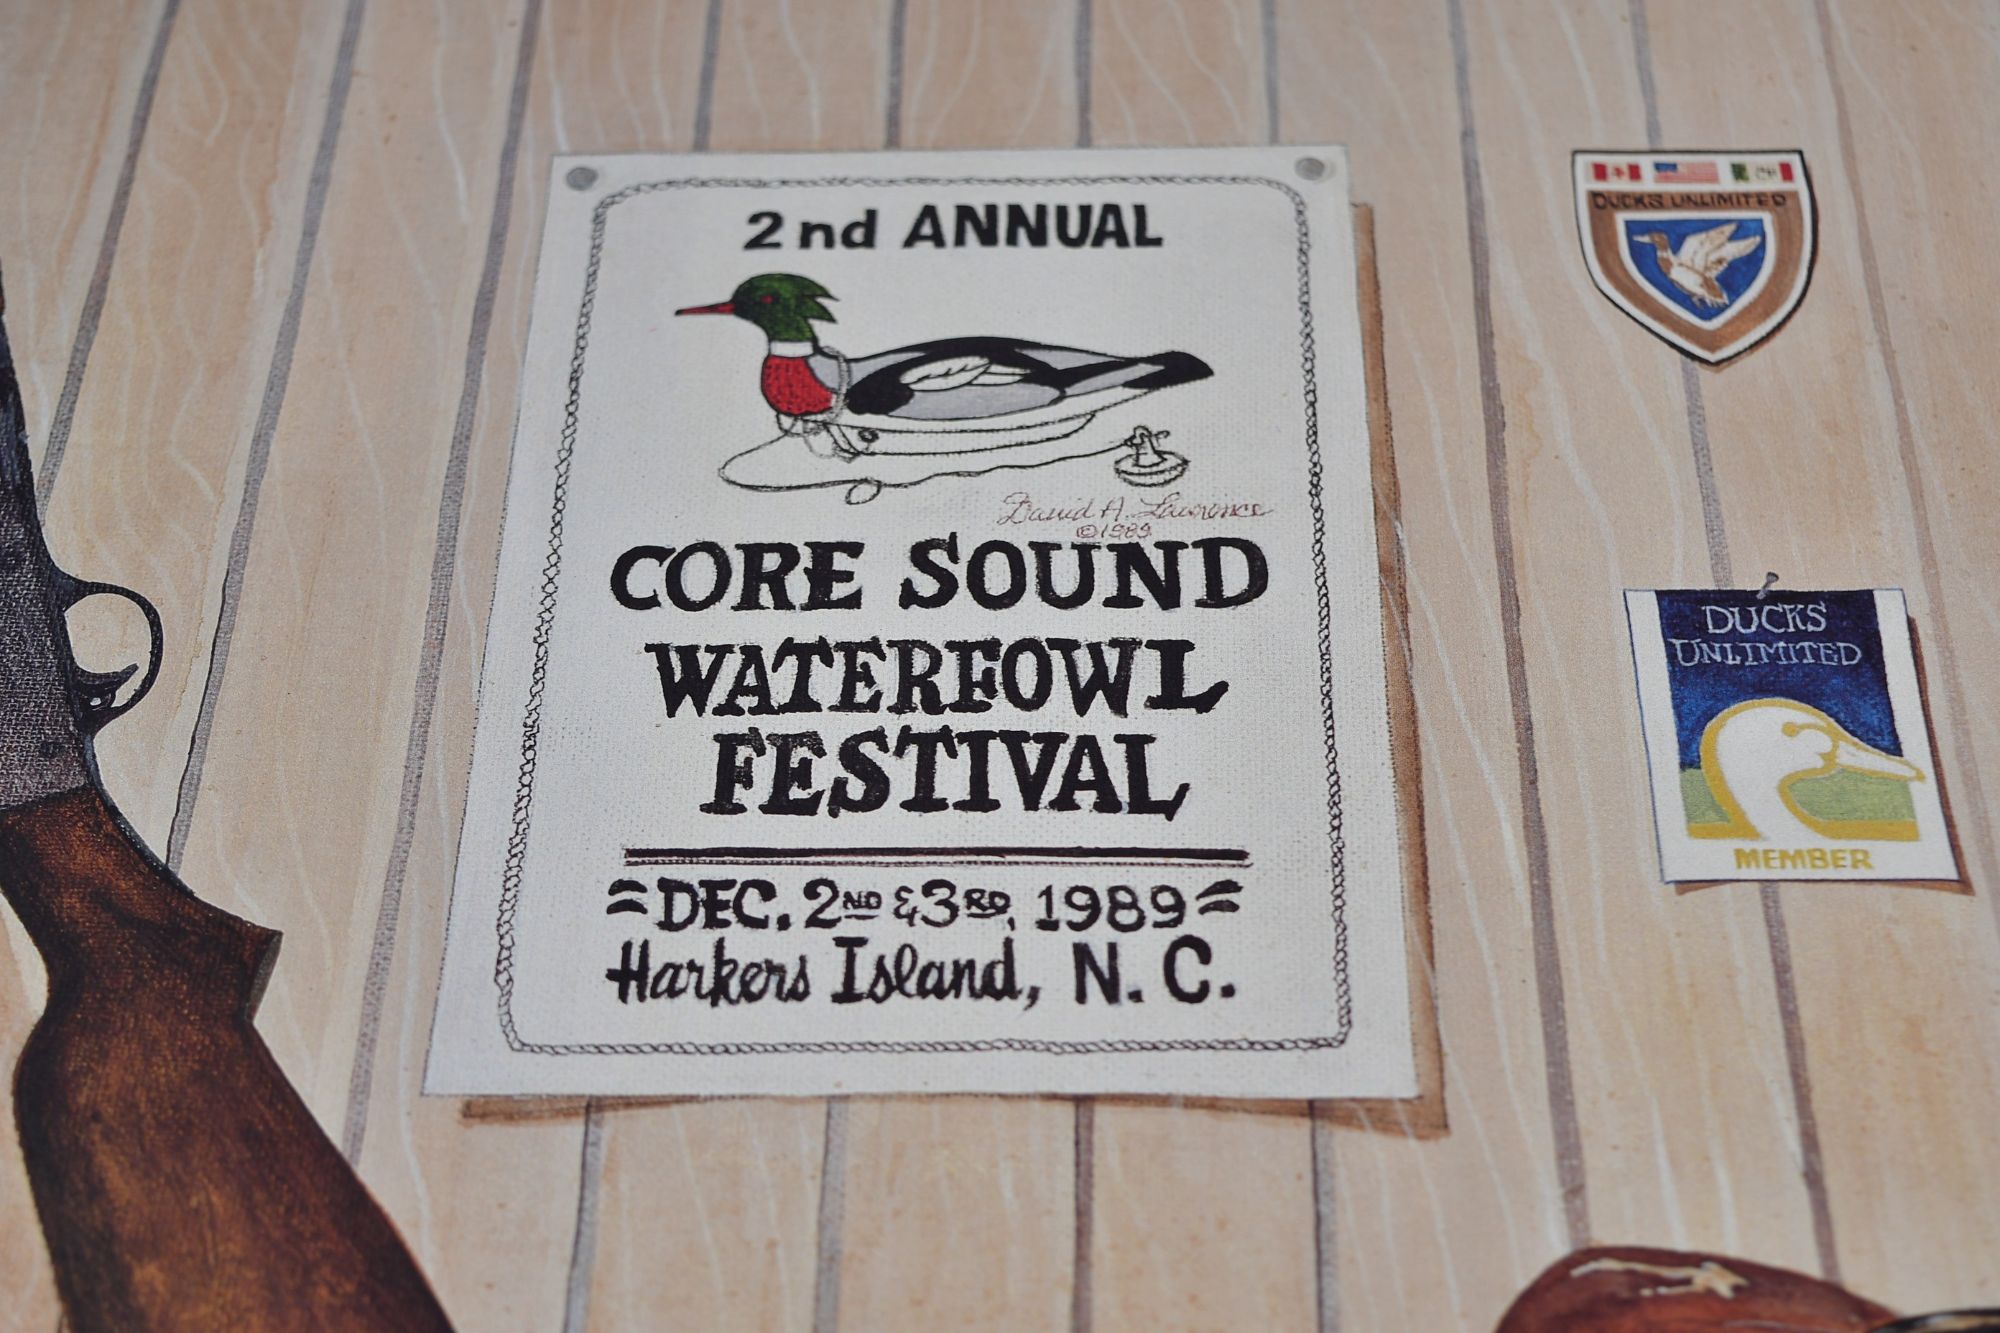 2nd ANNUAL
David A. Lawrence
©1989
CORE SOUND
WATERFOWL
FESTIVAL
DEC. 2ND & 3RD, 1989
Harkers Island, N.C.
DUCKS UNLIMITED
DUCKS
UNLIMITED
MEMBER